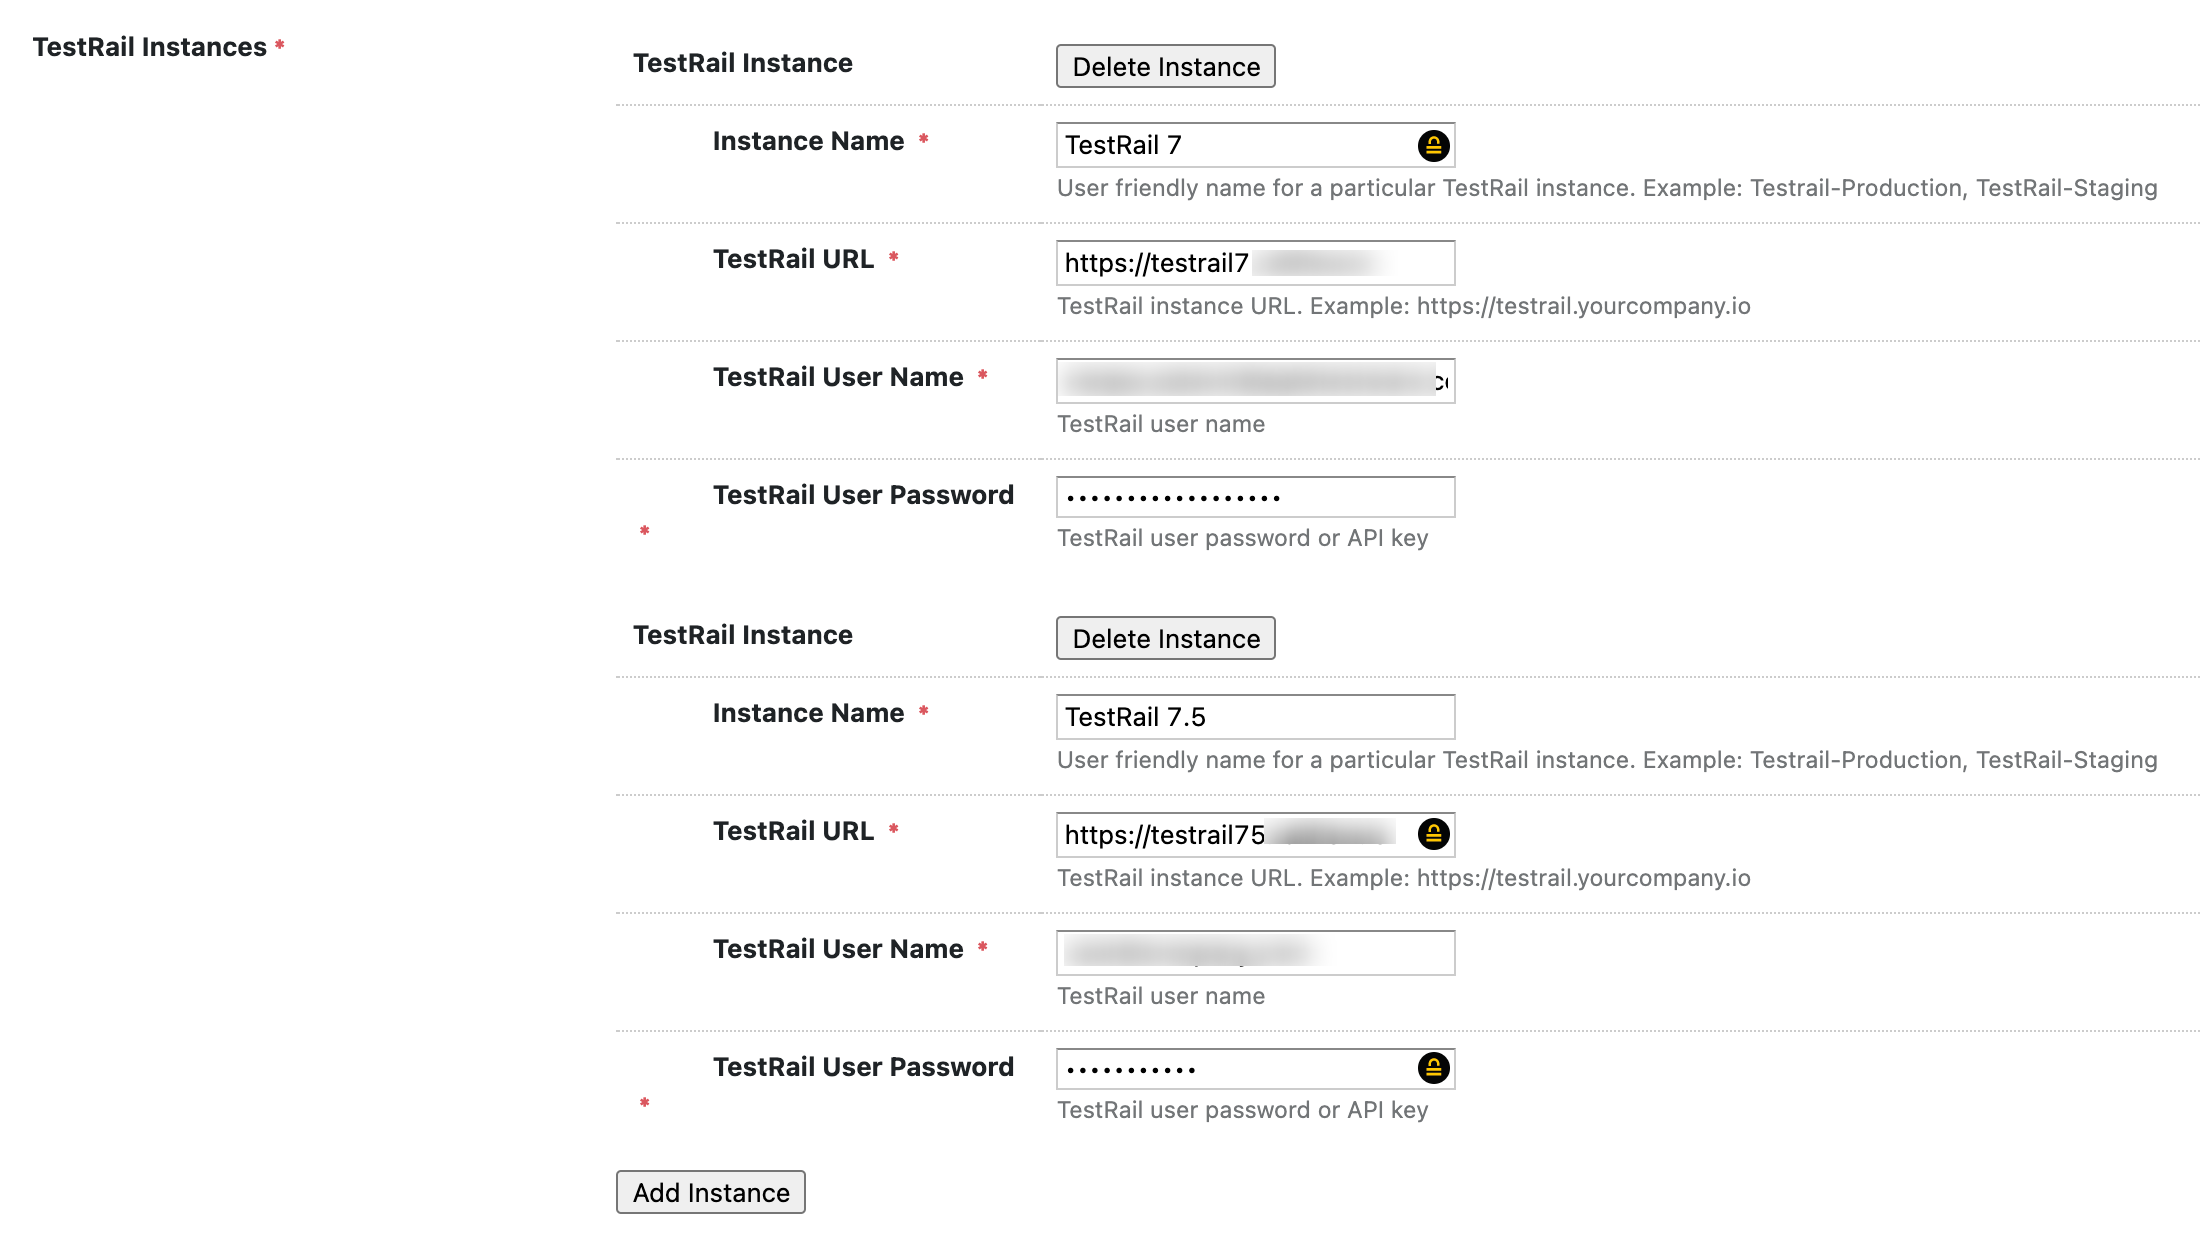 TestRail Instances *
TestRail Instance Delete Instance
Instance Name * TestRail 7
User friendly name for a particular TestRail instance. Example: Testrail-Production, TestRail-Staging
TestRail URL * https://testrail7
TestRail instance URL. Example: https://testrail.yourcompany.io
TestRail User Name *
TestRail user name
TestRail User Password ••••••••••••••••••
* TestRail user password or API key
TestRail Instance Delete Instance
Instance Name * TestRail 7.5
User friendly name for a particular TestRail instance. Example: Testrail-Production, TestRail-Staging
TestRail URL * https://testrail75
TestRail instance URL. Example: https://testrail.yourcompany.io
TestRail User Name *
TestRail user name
TestRail User Password •••••••••••
* TestRail user password or API key
Add Instance